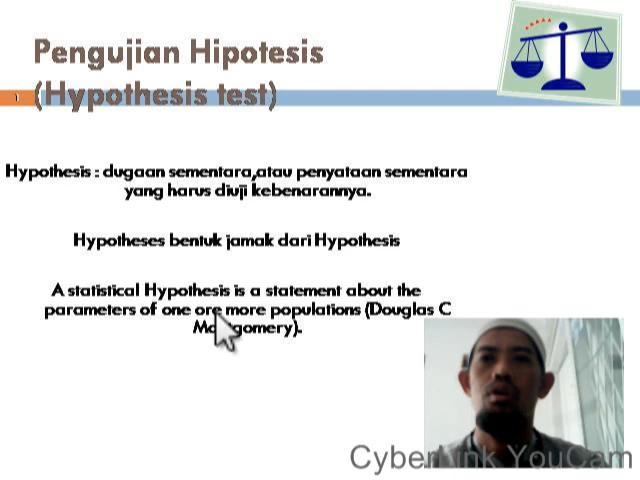 Pengujian Hipotesis
1 (Hypothesis test)
Hypothesis : dugaan sementara,atau penyataan sementara
yang harus diuji kebenarannya.
Hypotheses bentuk jamak dari Hypothesis
A statistical Hypothesis is a statement about the
parameters of one ore more populations (Douglas C
CyberLink YouCam